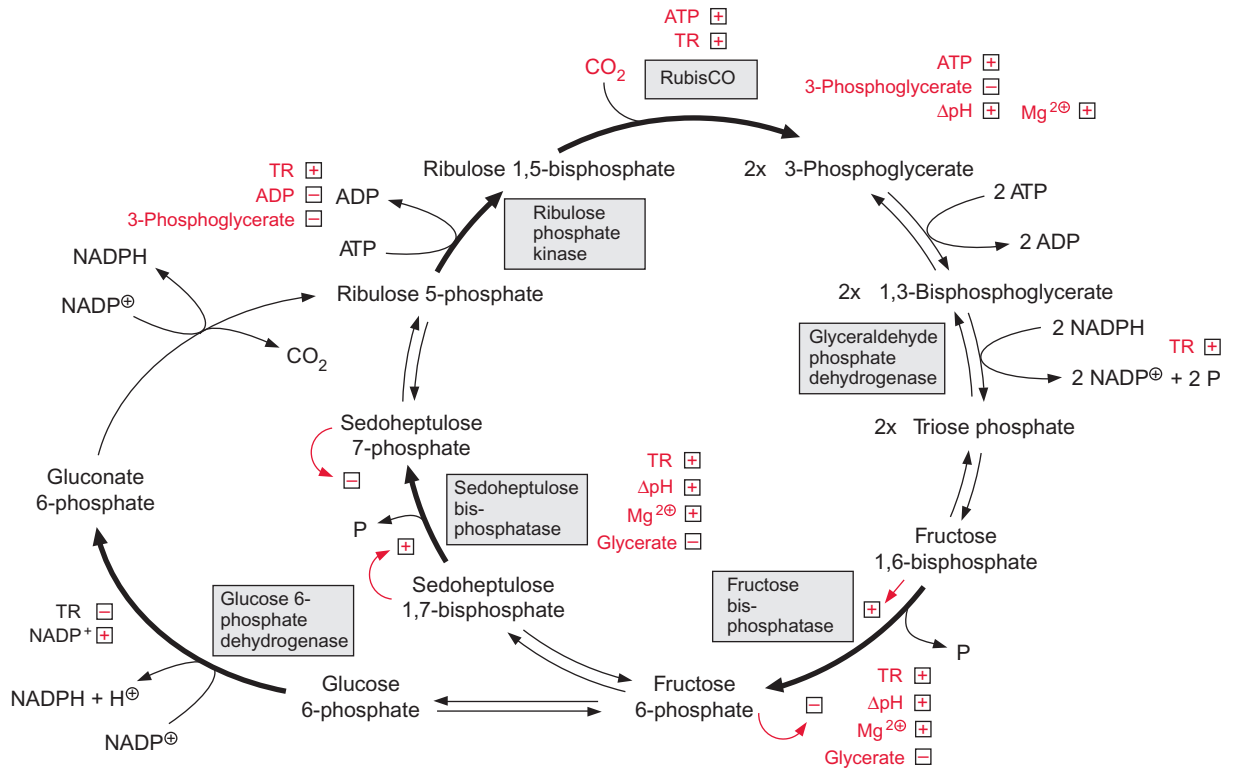 ATP +
TR +
CO2
RubisCO
ATP +
3-Phosphoglycerate −
ΔpH + Mg2⊕ +
Ribulose 1,5-bisphosphate
2x 3-Phosphoglycerate
TR +
ADP −
3-Phosphoglycerate −
ADP
ATP
Ribulose
phosphate
kinase
2 ATP
2 ADP
NADPH
NADP⊕
CO2
Ribulose 5-phosphate
2x 1,3-Bisphosphoglycerate
Glyceraldehyde
phosphate
dehydrogenase
2 NADPH
TR +
2 NADP⊕ + 2 P
2x Triose phosphate
Sedoheptulose
7-phosphate
−
Gluconate
6-phosphate
P
+
Sedoheptulose
bis-
phosphatase
TR +
ΔpH +
Mg2⊕ +
Glycerate −
Sedoheptulose
1,7-bisphosphate
Fructose
1,6-bisphosphate
Fructose
bis-
phosphatase
+
P
TR −
NADP+ +
Glucose 6-
phosphate
dehydrogenase
NADPH + H⊕
NADP⊕
Glucose
6-phosphate
Fructose
6-phosphate
−
TR +
ΔpH +
Mg2⊕ +
Glycerate −